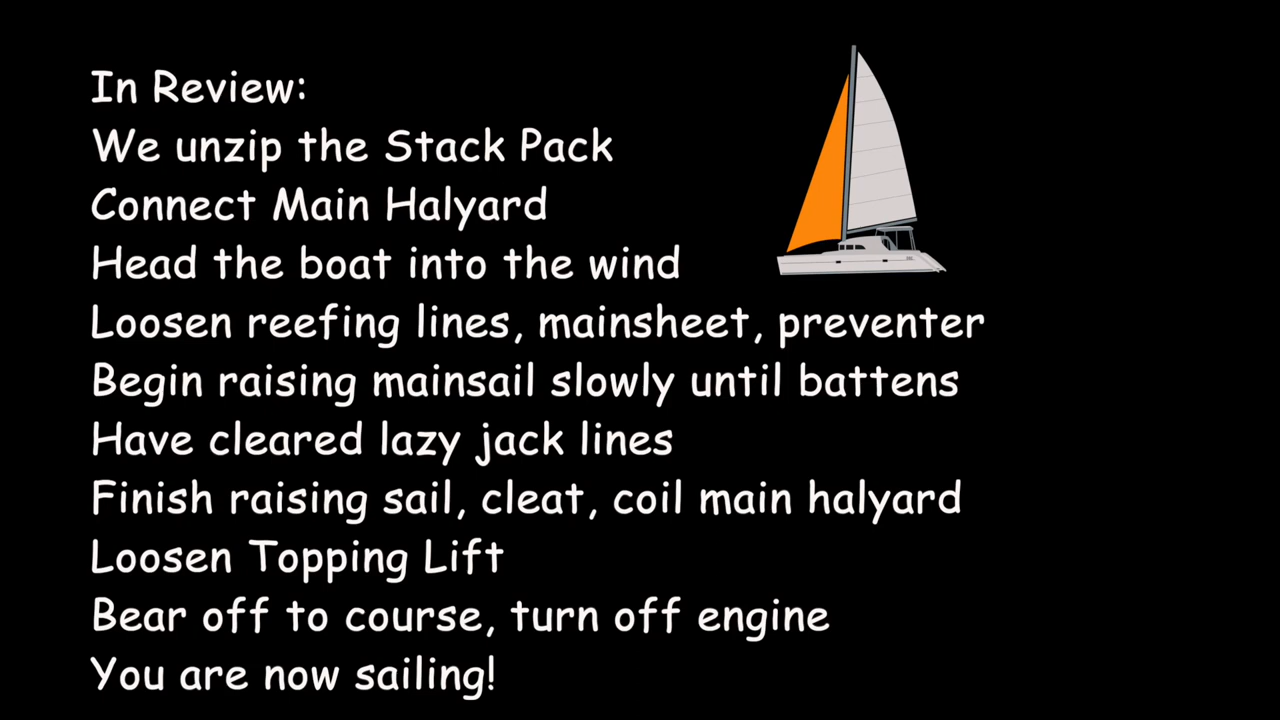 In Review:
We unzip the Stack Pack
Connect Main Halyard
Head the boat into the wind
Loosen reefing lines, mainsheet, preventer
Begin raising mainsail slowly until battens
Have cleared lazy jack lines
Finish raising sail, cleat, coil main halyard
Loosen Topping Lift
Bear off to course, turn off engine
You are now sailing!